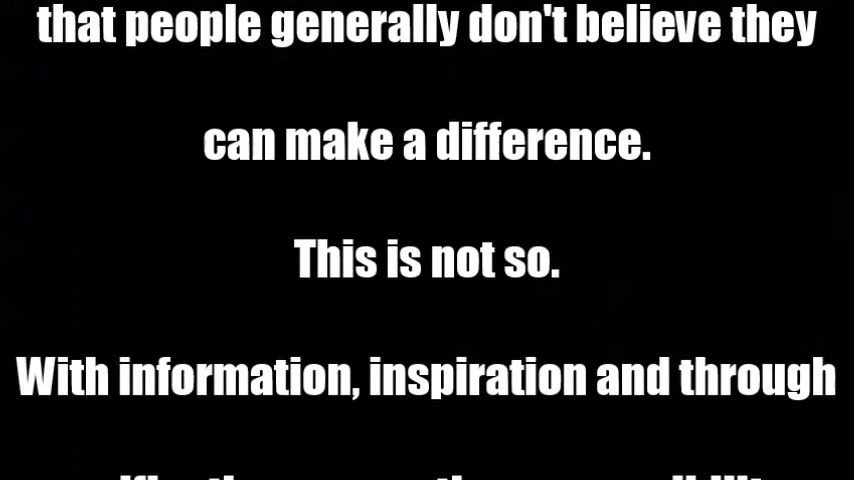 that people generally don't believe they
can make a difference.
This is not so.
With information, inspiration and through